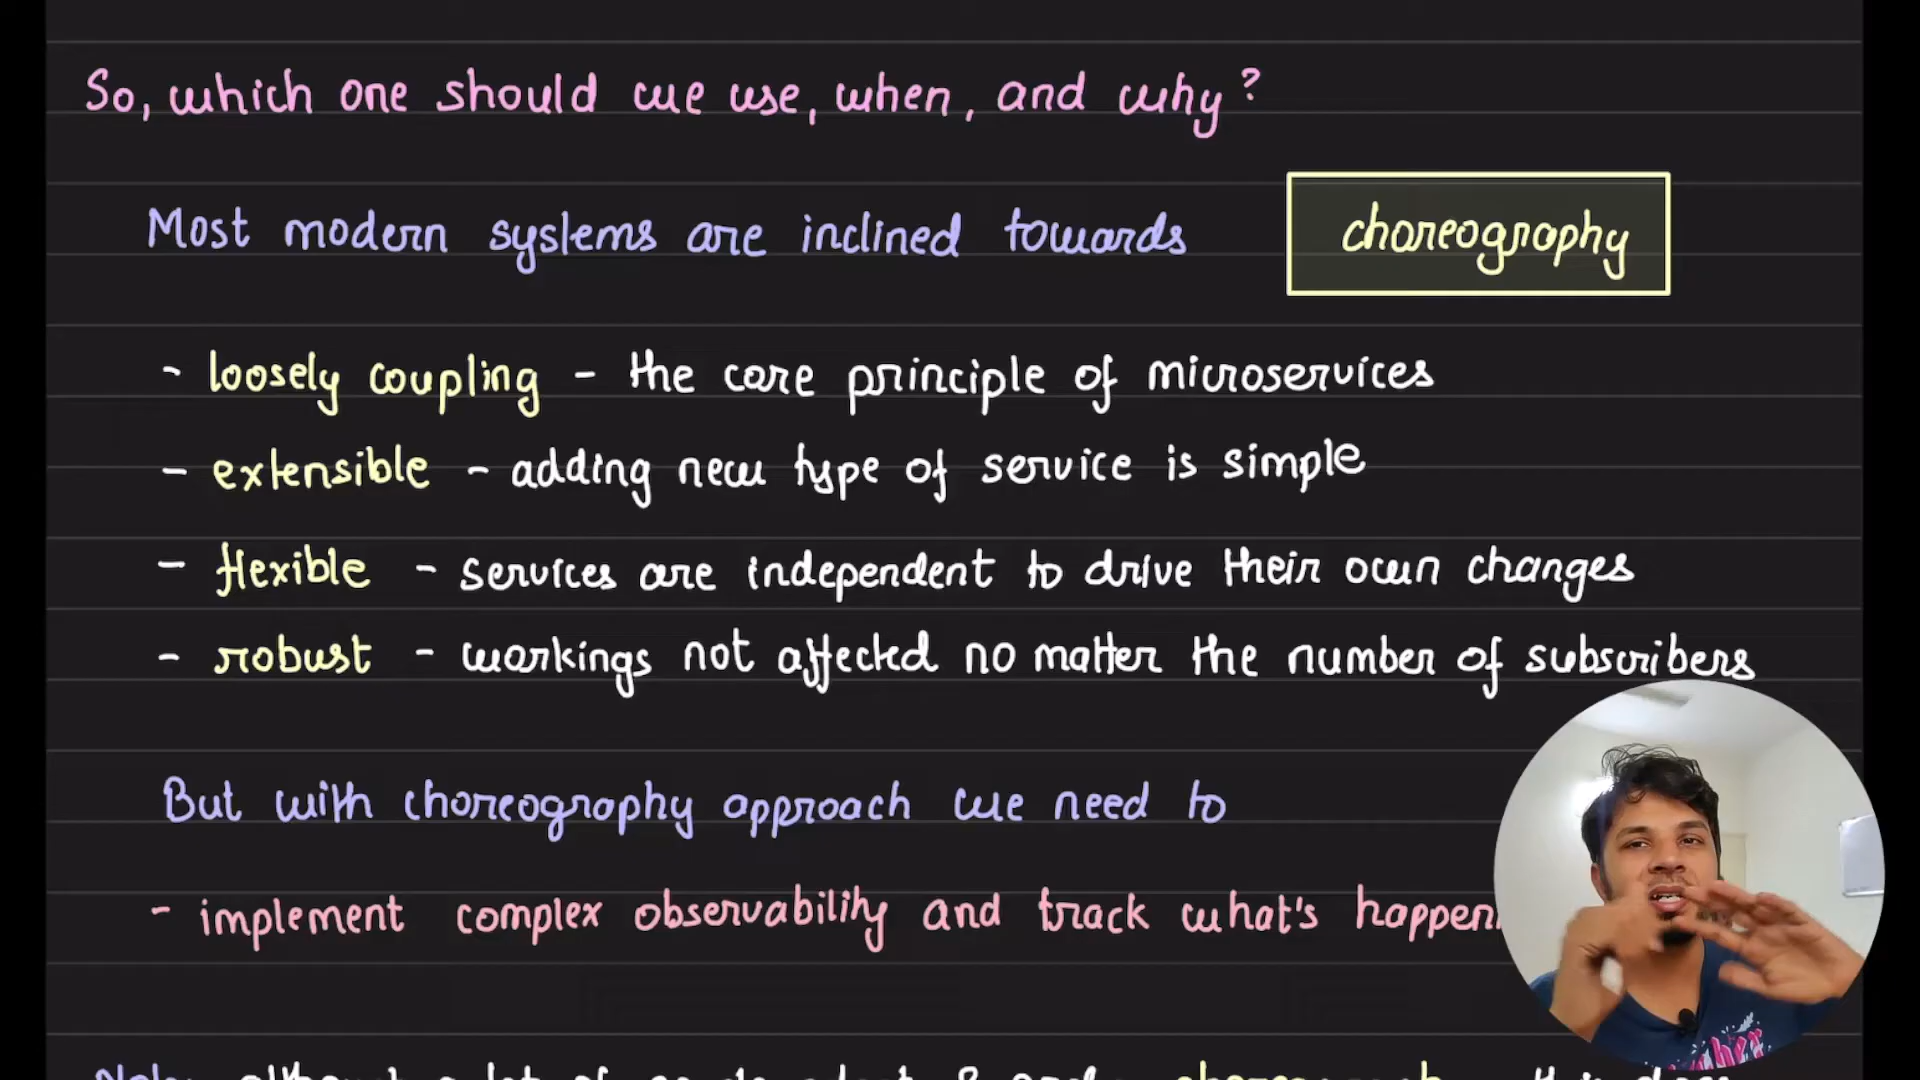 So, which one should we use, when, and why?
Most modern systems are inclined towards choreography
- loosely coupling - the core principle of microservices
- extensible - adding new type of service is simple
- flexible - services are independent to drive their own changes
- robust - workings not affected no matter the number of subscribers
But with choreography approach we need to
- implement complex observability and track what's